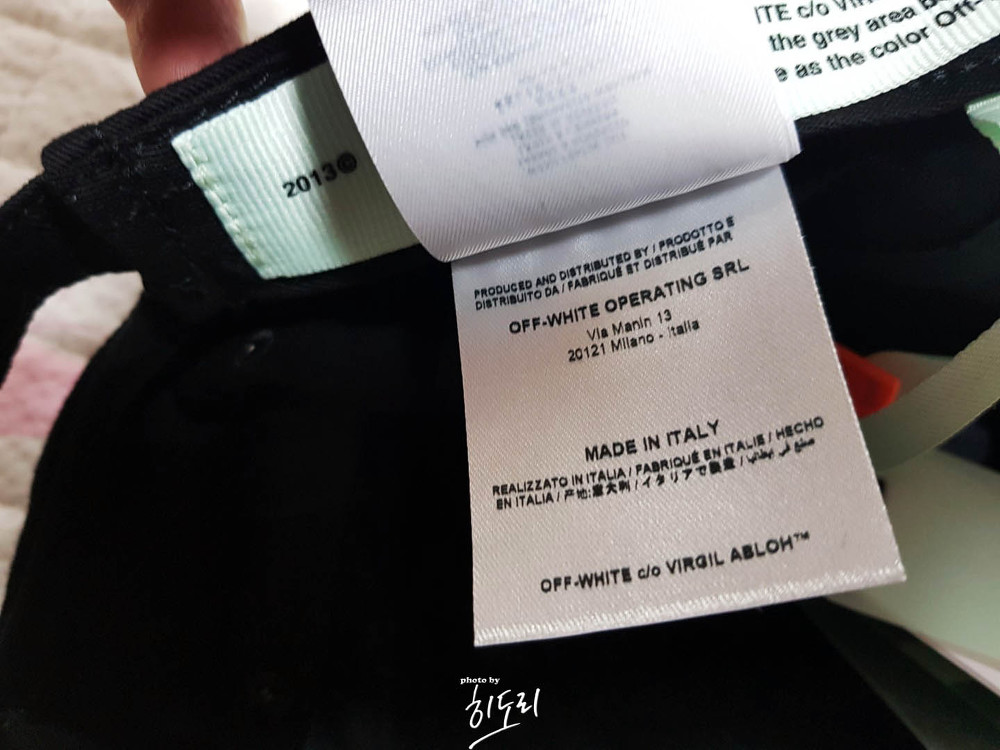 ITE c/o
the grey area
as the color Off-
2013©
PRODUCED AND DISTRIBUTED BY / PRODOTTO E
DISTRIBUITO DA / FABRIQUÉ ET DISTRIBUÉ PAR
OFF-WHITE OPERATING SRL
Via Manin 13
20121 Milano - Italia
MADE IN ITALY
REALIZZATO IN ITALIA / FABRIQUÉ EN ITALIE / HECHO
EN ITALIA / 产地:意大利 / イタリアで製造 / صنع في إيطاليا
OFF-WHITE c/o VIRGIL ABLOH™
photo by
히도리